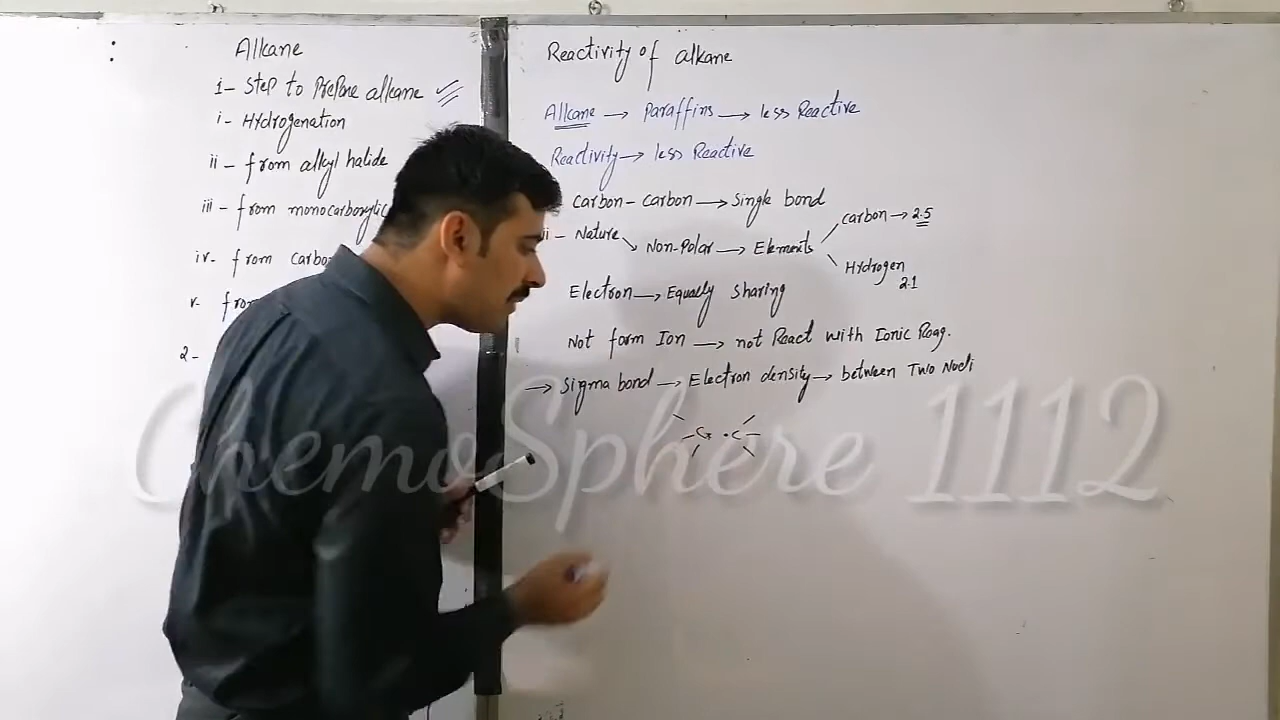 Alkane
1- Step to Prepare alkane
i- Hydrogenation
ii- from alkyl halide
iii- from monocarboxylic
iv- from carbo
v- fro
2-
Reactivity of alkane
Alkane → Paraffins → less Reactive
Reactivity → less Reactive
carbon-carbon → Single bond
ii- Nature → Non-Polar → Elements
carbon → 2.5
Hydrogen
2.1
Electron → Equally sharing
Not form Ion → not React with Ionic Reag.
→ Sigma bond → Electron density → between Two Nucli
-C• •C-
ChemoSphere 1112